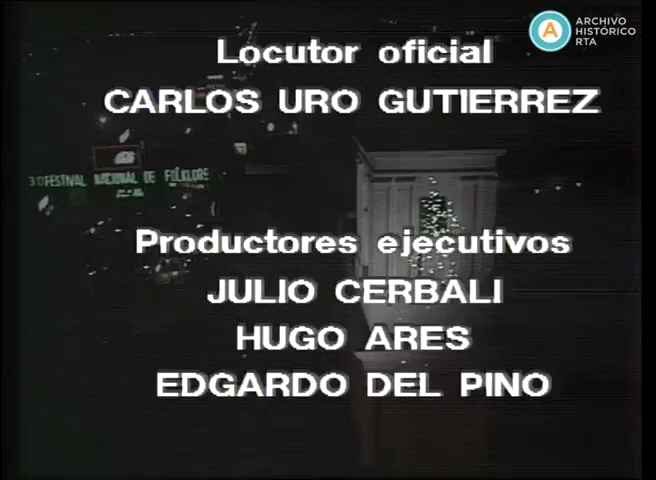 ARCHIVO
HISTÓRICO
RTA
A
Locutor oficial
CARLOS URO GUTIERREZ
FESTIVAL NACIONAL DE FOLKLORE
Productores ejecutivos
JULIO CERBALI
HUGO ARES
EDGARDO DEL PINO